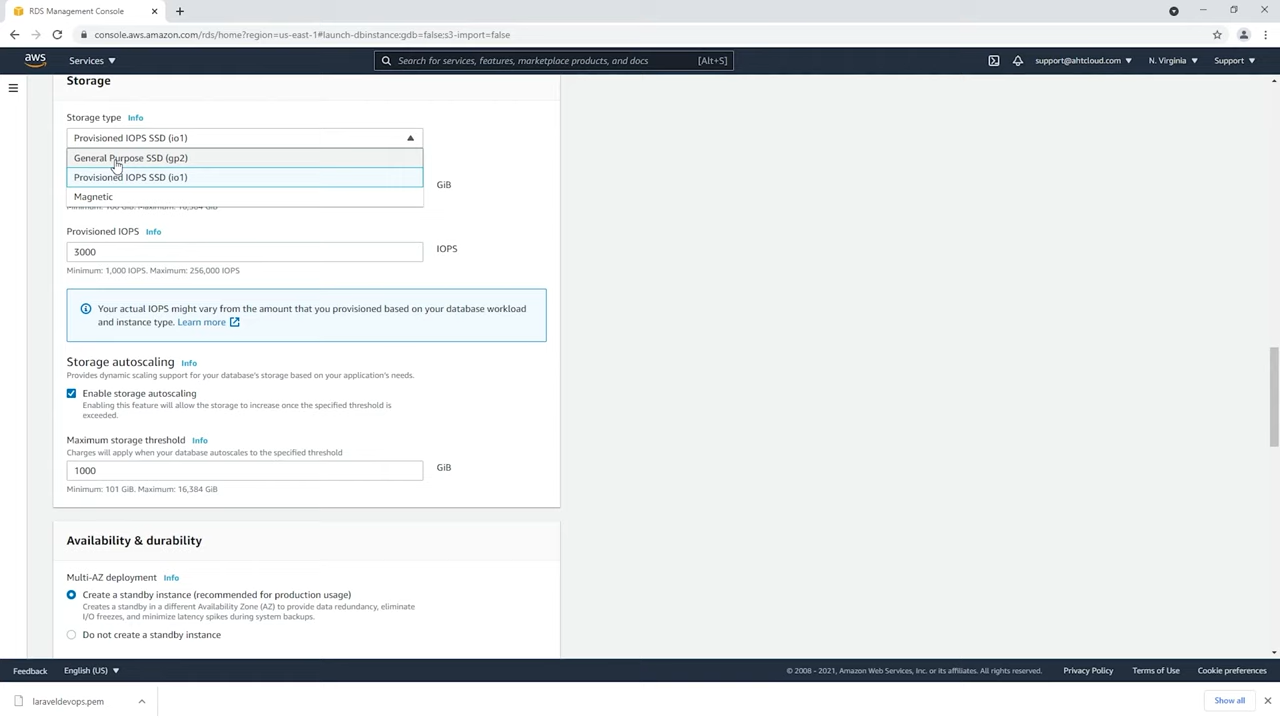 RDS Management Console
console.aws.amazon.com/rds/home?region=us-east-1#launch-dbinstance:gdb=false;s3-import=false
aws
Services
Search for services, features, marketplace products, and docs
[Alt+S]
support@ahtcloud.com
N. Virginia
Support
Storage
Storage type Info
Provisioned IOPS SSD (io1)
General Purpose SSD (gp2)
Provisioned IOPS SSD (io1)
GiB
Magnetic
Minimum: 100 GiB. Maximum: 16,384 GiB
Provisioned IOPS Info
3000
IOPS
Minimum: 1,000 IOPS. Maximum: 256,000 IOPS
Your actual IOPS might vary from the amount that you provisioned based on your database workload
and instance type. Learn more
Storage autoscaling Info
Provides dynamic scaling support for your database's storage based on your application's needs.
Enable storage autoscaling
Enabling this feature will allow the storage to increase once the specified threshold is
exceeded.
Maximum storage threshold Info
Charges will apply when your database autoscales to the specified threshold
1000
GiB
Minimum: 101 GiB. Maximum: 16,384 GiB
Availability & durability
Multi-AZ deployment Info
Create a standby instance (recommended for production usage)
Creates a standby in a different Availability Zone (AZ) to provide data redundancy, eliminate
I/O freezes, and minimize latency spikes during system backups.
Do not create a standby instance
Feedback
English (US)
© 2008 - 2021, Amazon Web Services, Inc. or its affiliates. All rights reserved.
Privacy Policy
Terms of Use
Cookie preferences
laraveldevops.pem
Show all